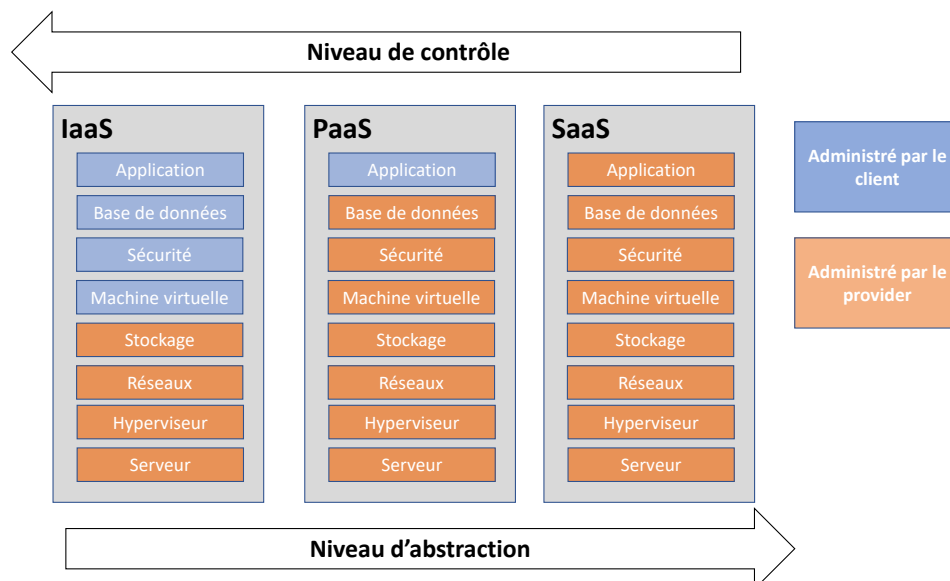 Niveau de contrôle
IaaS
Application
Base de données
Sécurité
Machine virtuelle
Stockage
Réseaux
Hyperviseur
Serveur
PaaS
Application
Base de données
Sécurité
Machine virtuelle
Stockage
Réseaux
Hyperviseur
Serveur
SaaS
Application
Base de données
Sécurité
Machine virtuelle
Stockage
Réseaux
Hyperviseur
Serveur
Administré par le
client
Administré par le
provider
Niveau d’abstraction